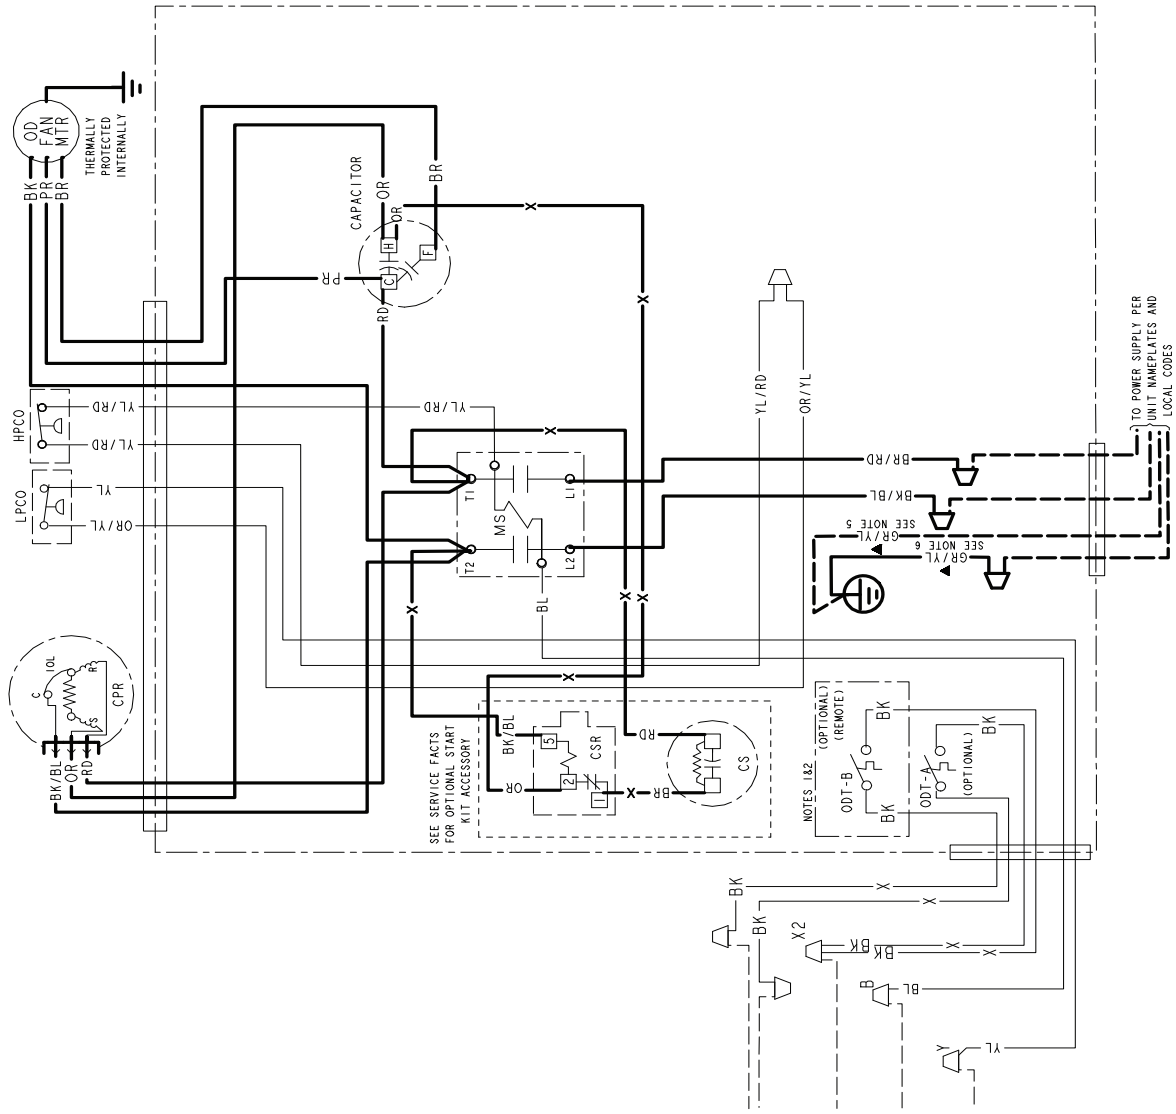 OD
FAN
MTR
THERMALLY
PROTECTED
INTERNALLY
BK
PR
BR
CAPACITOR
OR
OR
BR
H
F
C
PR
RD
X
X
HPCO
YL/RD
YL/RD
YL/RD
LPCO
YL
OR/YL
YL/RD
OR/YL
TO POWER SUPPLY PER
UNIT NAMEPLATES AND
LOCAL CODES
X
T1
L1
MS
T2
L2
BR/RD
BK/BL
SEE NOTE 5
GR/YL
SEE NOTE 6
GR/YL
X
BL
X
X
X
C
IOL
R
S
CPR
BK/BL
OR
RD
SEE SERVICE FACTS
FOR OPTIONAL START
KIT ACCESSORY
BK/BL
5
CSR
2
1
OR
X
BR
RD
CS
NOTES 1&2
(OPTIONAL)
(REMOTE)
BK
ODT-B
BK
ODT-A
(OPTIONAL)
BK
BK
X
BK
X
X2
BK
X
BK
X
B
BL
Y
YL